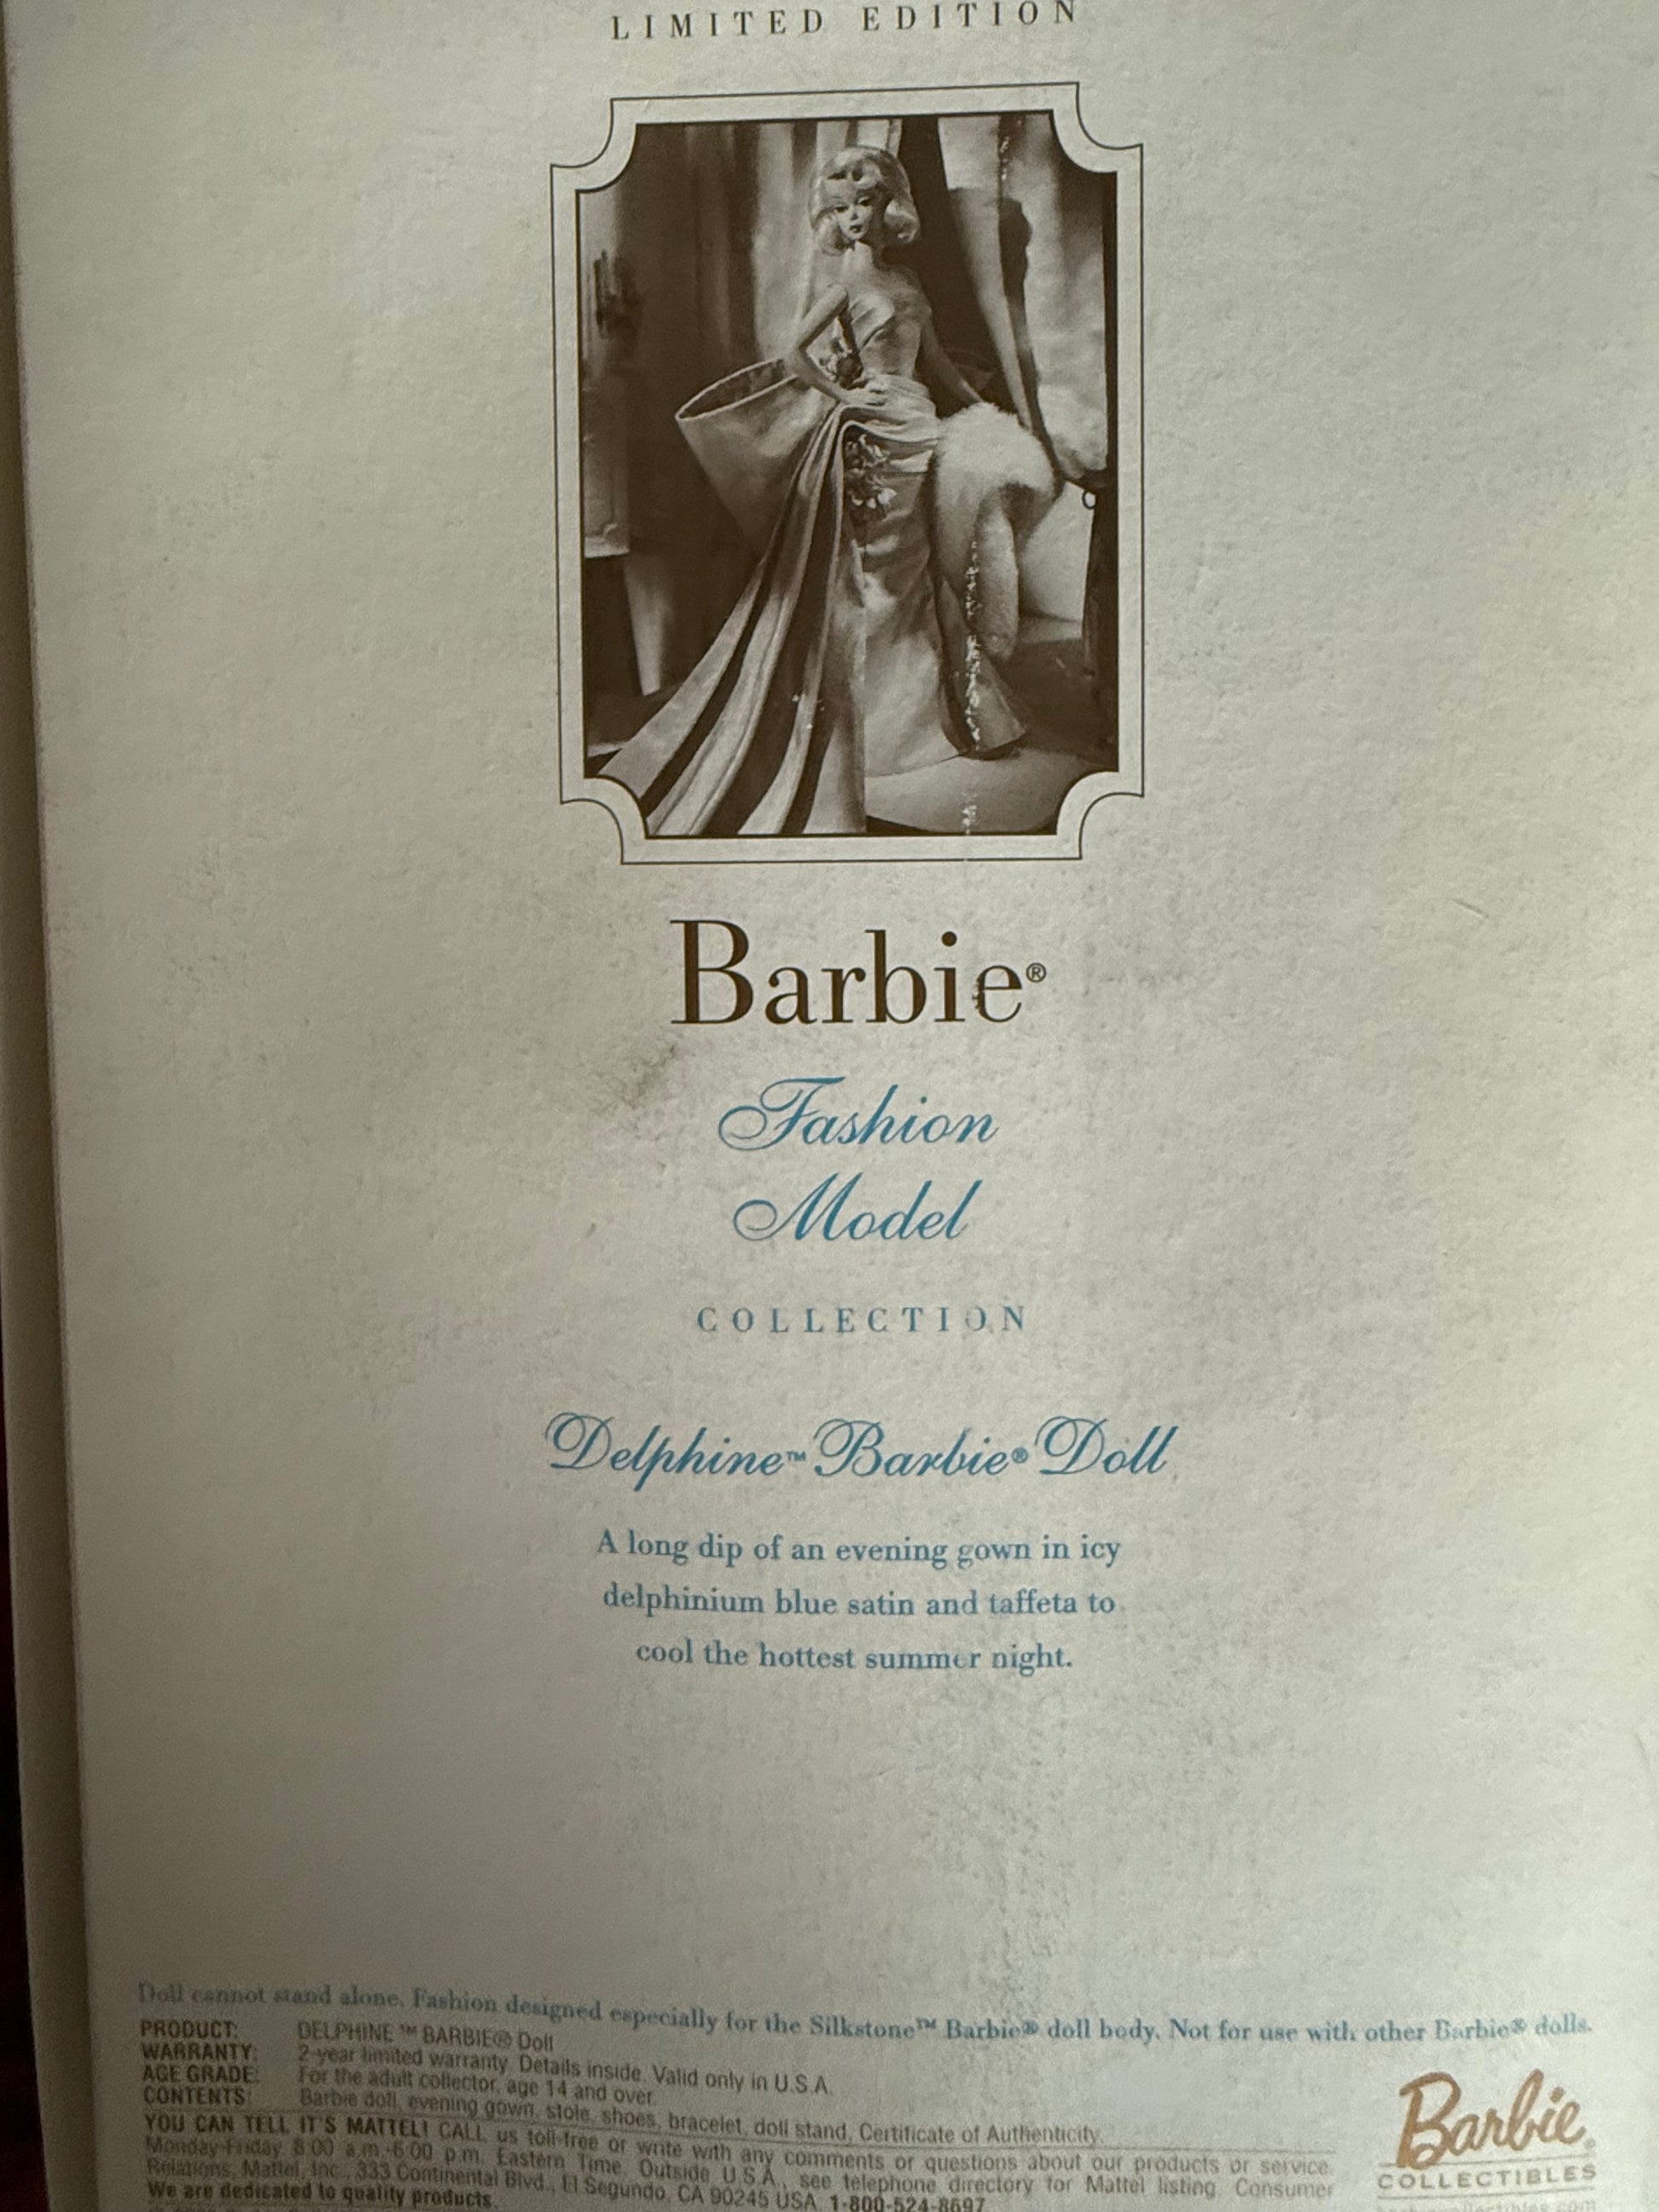 LIMITED EDITION
Barbie®
Fashion
Model
COLLECTION
Delphine™ Barbie® Doll
A long dip of an evening gown in icy
delphinium blue satin and taffeta to
cool the hottest summer night.
Doll cannot stand alone. Fashion designed especially for the Silkstone™ Barbie® doll body. Not for use with other Barbie® dolls.
PRODUCT: DELPHINE™ BARBIE® Doll
WARRANTY: 2-year limited warranty. Details inside. Valid only in U.S.A.
AGE GRADE: For the adult collector, age 14 and over.
CONTENTS: Barbie doll, evening gown, stole, shoes, bracelet, doll stand, Certificate of Authenticity.
YOU CAN TELL IT'S MATTEL! CALL us toll-free or write with any comments or questions about our products or service.
Monday-Friday, 8:00 a.m.-6:00 p.m. Eastern Time. Outside U.S.A., see telephone directory for Mattel listing. Consumer
Relations, Mattel, Inc., 333 Continental Blvd., El Segundo, CA 90245 USA. 1-800-524-8697
We are dedicated to quality products.
Barbie
COLLECTIBLES